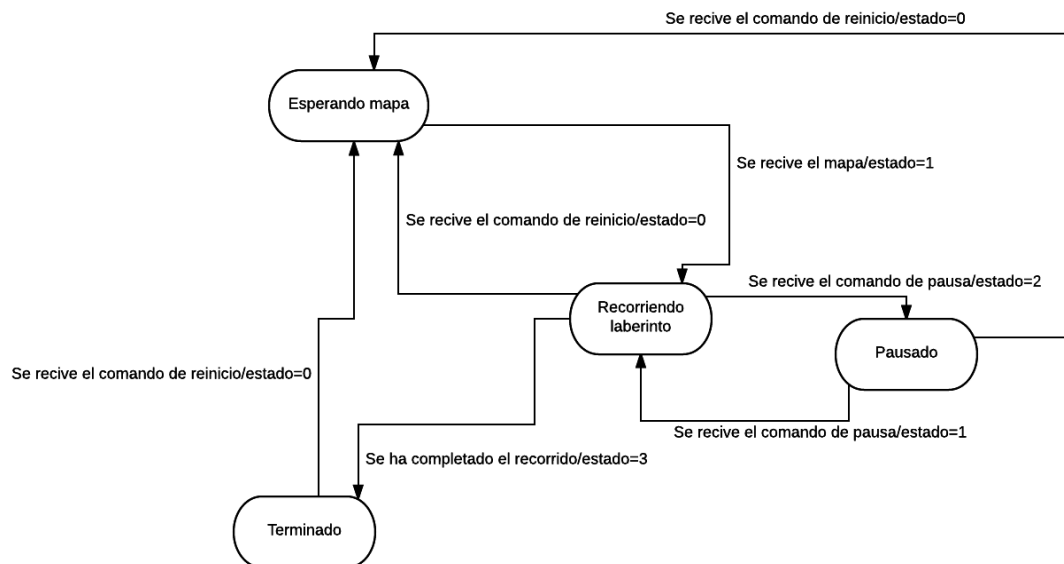 Se recive el comando de reinicio/estado=0
Esperando mapa
Se recive el mapa/estado=1
Se recive el comando de reinicio/estado=0
Se recive el comando de pausa/estado=2
Recorriendo
laberinto
Pausado
Se recive el comando de reinicio/estado=0
Se recive el comando de pausa/estado=1
Se ha completado el recorrido/estado=3
Terminado